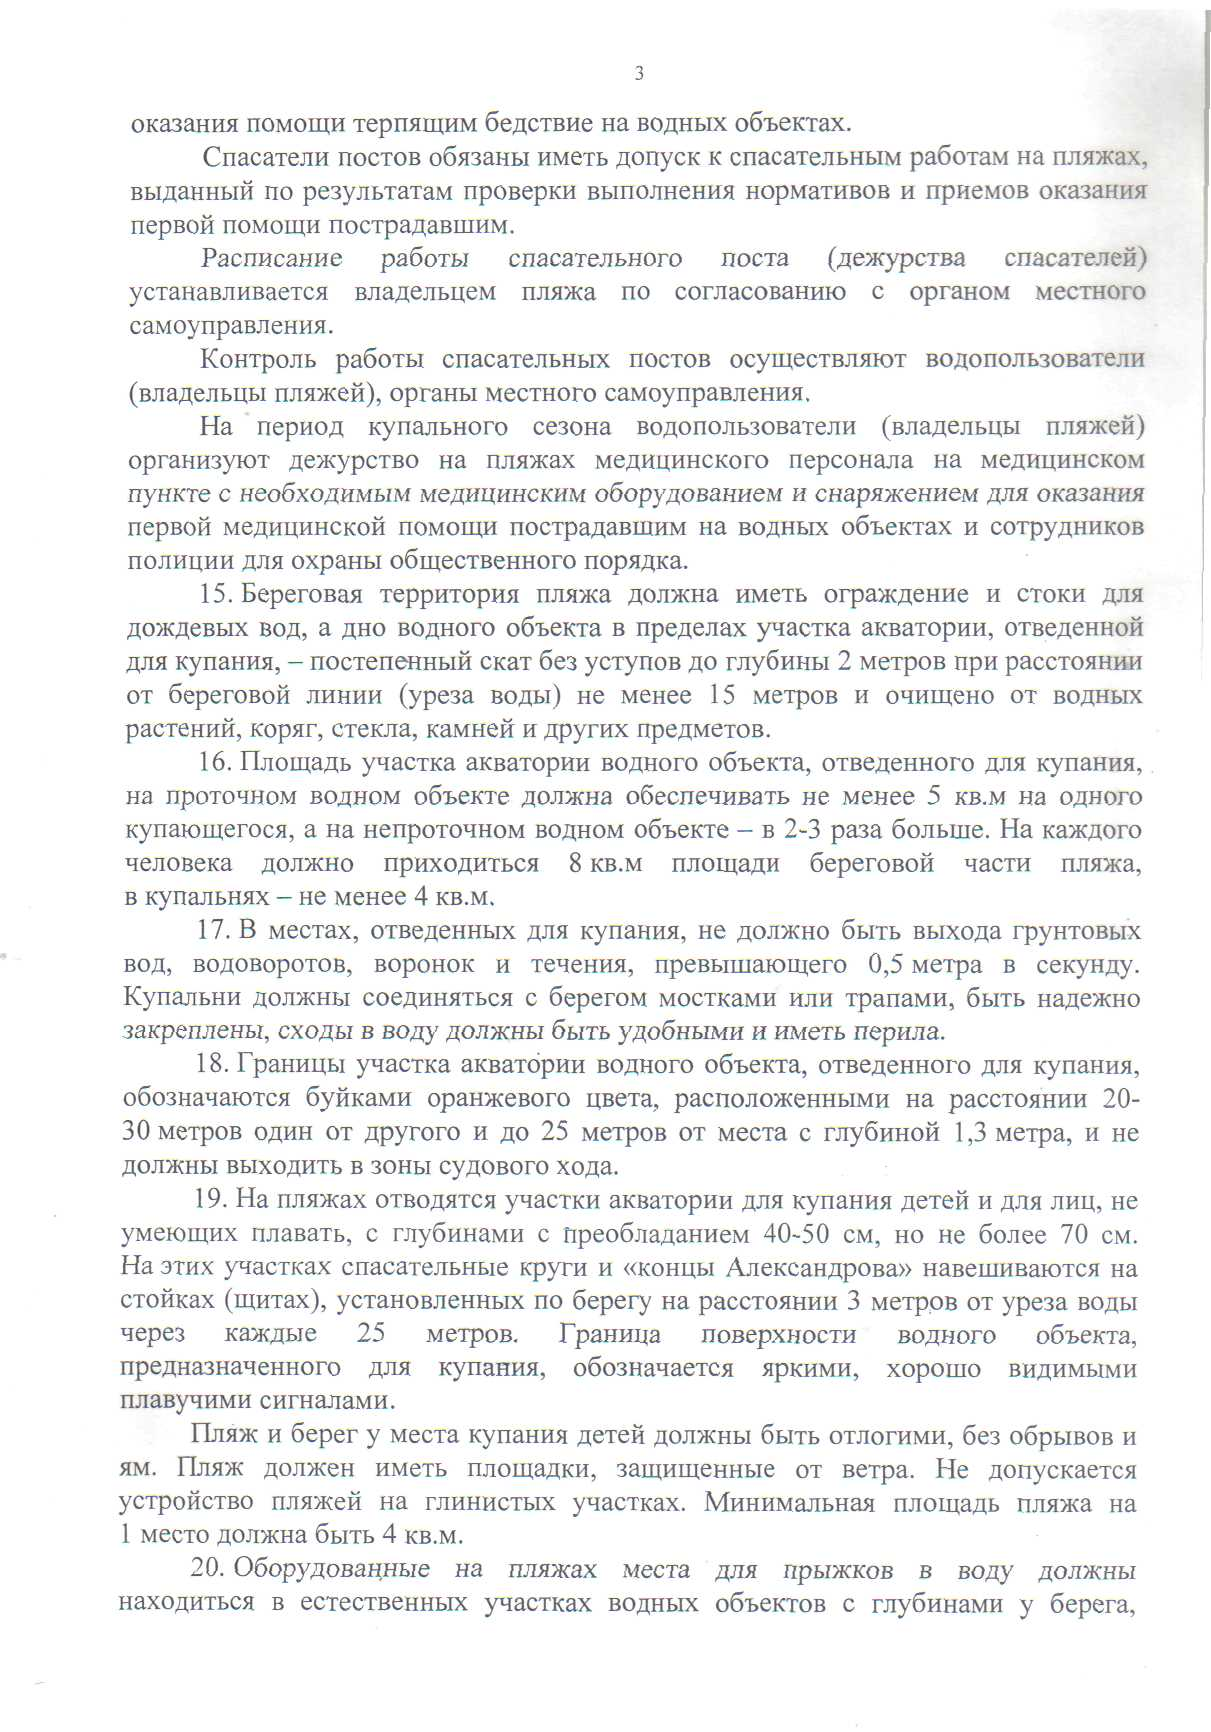 3
оказания помощи терпящим бедствие на водных объектах.
Спасатели постов обязаны иметь допуск к спасательным работам на пляжах,
выданный по результатам проверки выполнения нормативов и приемов оказания
первой помощи пострадавшим.
Расписание работы спасательного поста (дежурства спасателей)
устанавливается владельцем пляжа по согласованию с органом местного
самоуправления.
Контроль работы спасательных постов осуществляют водопользователи
(владельцы пляжей), органы местного самоуправления.
На период купального сезона водопользователи (владельцы пляжей)
организуют дежурство на пляжах медицинского персонала на медицинском
пункте с необходимым медицинским оборудованием и снаряжением для оказания
первой медицинской помощи пострадавшим на водных объектах и сотрудников
полиции для охраны общественного порядка.
15. Береговая территория пляжа должна иметь ограждение и стоки для
дождевых вод, а дно водного объекта в пределах участка акватории, отведенной
для купания, – постепенный скат без уступов до глубины 2 метров при расстоянии
от береговой линии (уреза воды) не менее 15 метров и очищено от водных
растений, коряг, стекла, камней и других предметов.
16. Площадь участка акватории водного объекта, отведенного для купания,
на проточном водном объекте должна обеспечивать не менее 5 кв.м на одного
купающегося, а на непроточном водном объекте – в 2-3 раза больше. На каждого
человека должно приходиться 8 кв.м площади береговой части пляжа,
в купальнях – не менее 4 кв.м.
17. В местах, отведенных для купания, не должно быть выхода грунтовых
вод, водоворотов, воронок и течения, превышающего 0,5 метра в секунду.
Купальни должны соединяться с берегом мостками или трапами, быть надежно
закреплены, сходы в воду должны быть удобными и иметь перила.
18. Границы участка акватории водного объекта, отведенного для купания,
обозначаются буйками оранжевого цвета, расположенными на расстоянии 20-
30 метров один от другого и до 25 метров от места с глубиной 1,3 метра, и не
должны выходить в зоны судового хода.
19. На пляжах отводятся участки акватории для купания детей и для лиц, не
умеющих плавать, с глубинами с преобладанием 40-50 см, но не более 70 см.
На этих участках спасательные круги и «концы Александрова» навешиваются на
стойках (щитах), установленных по берегу на расстоянии 3 метров от уреза воды
через каждые 25 метров. Граница поверхности водного объекта,
предназначенного для купания, обозначается яркими, хорошо видимыми
плавучими сигналами.
Пляж и берег у места купания детей должны быть отлогими, без обрывов и
ям. Пляж должен иметь площадки, защищенные от ветра. Не допускается
устройство пляжей на глинистых участках. Минимальная площадь пляжа на
1 место должна быть 4 кв.м.
20. Оборудованные на пляжах места для прыжков в воду должны
находиться в естественных участках водных объектов с глубинами у берега,